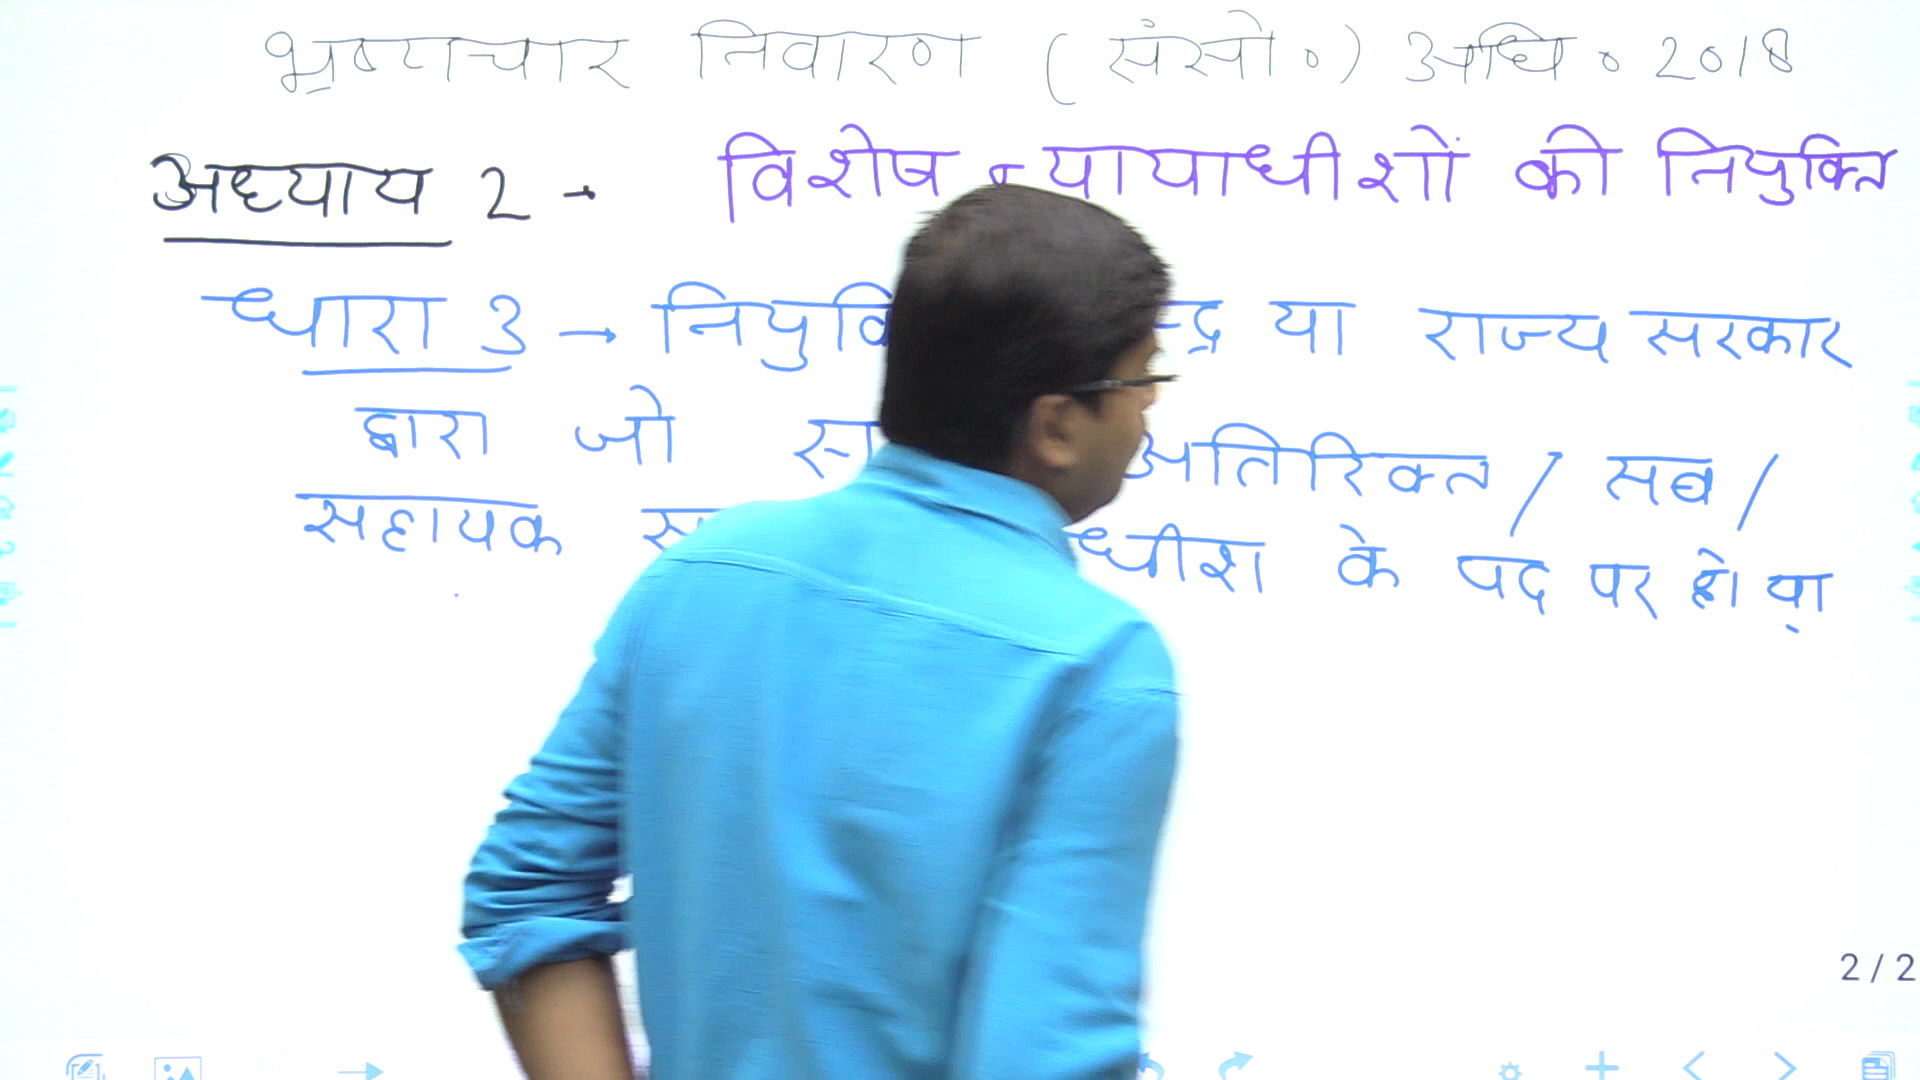 भ्रष्टाचार निवारण (संसो०) अधि० 2018
अध्याय 2 → विशेष न्यायाधीशों की नियुक्ति
धारा 3 → या राज्य सरकार
द्वारा जो अतिरिक्त / सब /
सहायक के पद पर हो या
2 / 2